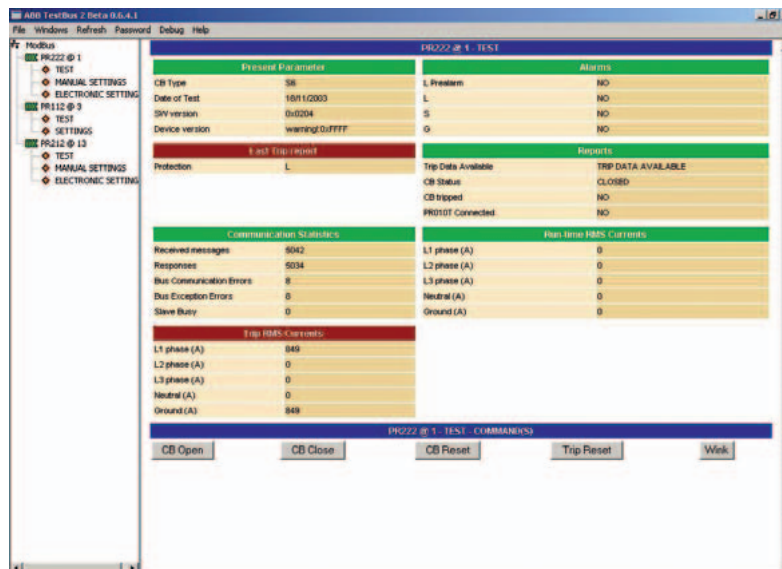 ABB TestBus 2 Beta 0.6.4.1
File Windows Refresh Password Debug Help
ModBus
PR222 @ 1
TEST
MANUAL SETTINGS
ELECTRONIC SETTING
PR112 @ 3
TEST
SETTINGS
PR212 @ 13
TEST
MANUAL SETTINGS
ELECTRONIC SETTING
PR222 @ 1 - TEST
Present Parameter
CB Type S6
Date of Test 18/11/2003
SW version 0x0204
Device version warning! 0xFFFF
Alarms
L Prealarm NO
L NO
S NO
G NO
Last Trip report
Protection L
Reports
Trip Data Available TRIP DATA AVAILABLE
CB Status CLOSED
CB tripped NO
PR010T Connected NO
Communication Statistics
Received messages 5042
Responses 5034
Bus Communication Errors 8
Bus Exception Errors 0
Slave Busy 0
Run-time RMS Currents
L1 phase (A) 0
L2 phase (A) 0
L3 phase (A) 0
Neutral (A) 0
Ground (A) 0
Trip RMS Currents
L1 phase (A) 849
L2 phase (A) 0
L3 phase (A) 0
Neutral (A) 0
Ground (A) 849
PR222 @ 1 - TEST - COMMAND(S)
CB Open CB Close CB Reset Trip Reset Wink